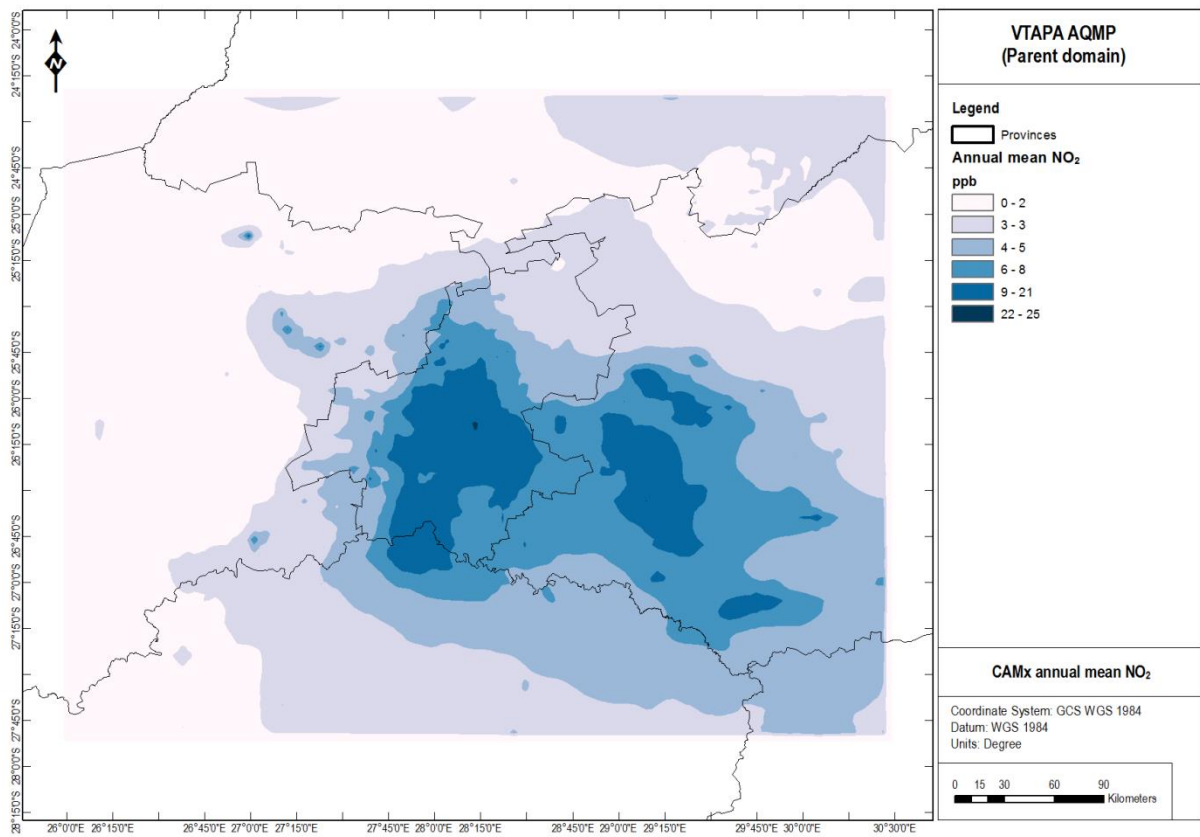 N
24°0'0"S
24°15'0"S
24°45'0"S
25°0'0"S
25°15'0"S
25°45'0"S
26°0'0"S
26°15'0"S
26°45'0"S
27°0'0"S
27°15'0"S
27°45'0"S
28°0'0"S
28°15'0"S
26°0'0"S 26°15'0"S 26°45'0"S 27°0'0"S 27°15'0"S 27°45'0"S 28°0'0"S 28°15'0"S 28°45'0"S 29°0'0"S 29°15'0"S 29°45'0"S 30°0'0"S 30°30'0"S
VTAPA AQMP
(Parent domain)
Legend
Provinces
Annual mean NO₂
ppb
0 - 2
3 - 3
4 - 5
6 - 8
9 - 21
22 - 25
CAMx annual mean NO₂
Coordinate System: GCS WGS 1984
Datum: WGS 1984
Units: Degree
0 15 30 60 90
Kilometers